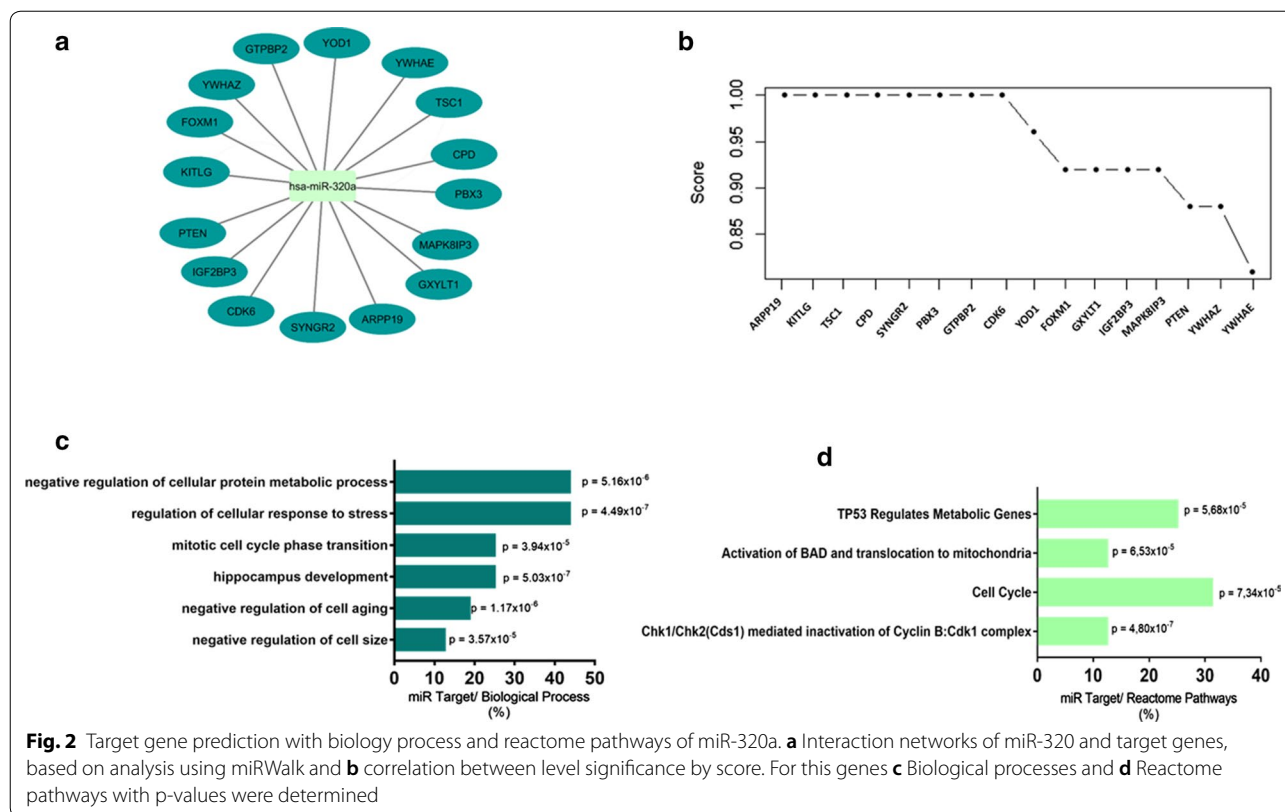 a
GTPBP2
YOD1
YWHAE
YWHAZ
TSC1
FOXM1
CPD
KITLG
hsa-miR-320a
PBX3
PTEN
MAPK8IP3
IGF2BP3
GXYLT1
CDK6
SYNGR2
ARPP19
b
Score
1.00
0.95
0.90
0.85
ARPP19
KITLG
TSC1
CPD
SYNGR2
PBX3
GTPBP2
CDK6
YOD1
FOXM1
GXYLT1
IGF2BP3
MAPK8IP3
PTEN
YWHAZ
YWHAE
c
negative regulation of cellular protein metabolic process
p = 5.16x10⁻⁶
regulation of cellular response to stress
p = 4.49x10⁻⁷
mitotic cell cycle phase transition
p = 3.94x10⁻⁵
hippocampus development
p = 5.03x10⁻⁷
negative regulation of cell aging
p = 1.17x10⁻⁶
negative regulation of cell size
p = 3.57x10⁻⁵
0 10 20 30 40 50
miR Target/ Biological Process
(%)
d
TP53 Regulates Metabolic Genes
p = 5,68x10⁻⁵
Activation of BAD and translocation to mitochondria
p = 6,53x10⁻⁵
Cell Cycle
p = 7,34x10⁻⁵
Chk1/Chk2(Cds1) mediated inactivation of Cyclin B:Cdk1 complex
p = 4,80x10⁻⁷
0 10 20 30 40
miR Target/ Reactome Pathways
(%)
Fig. 2 Target gene prediction with biology process and reactome pathways of miR-320a. a Interaction networks of miR-320 and target genes,
based on analysis using miRWalk and b correlation between level significance by score. For this genes c Biological processes and d Reactome
pathways with p-values were determined